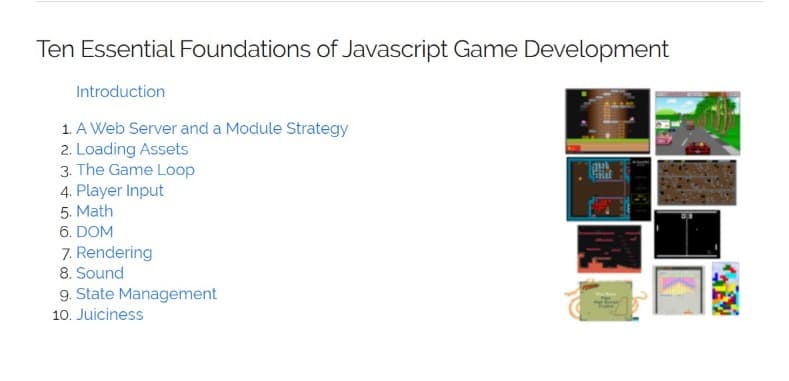 Ten Essential Foundations of Javascript Game Development
Introduction
1. A Web Server and a Module Strategy
2. Loading Assets
3. The Game Loop
4. Player Input
5. Math
6. DOM
7. Rendering
8. Sound
9. State Management
10. Juiciness